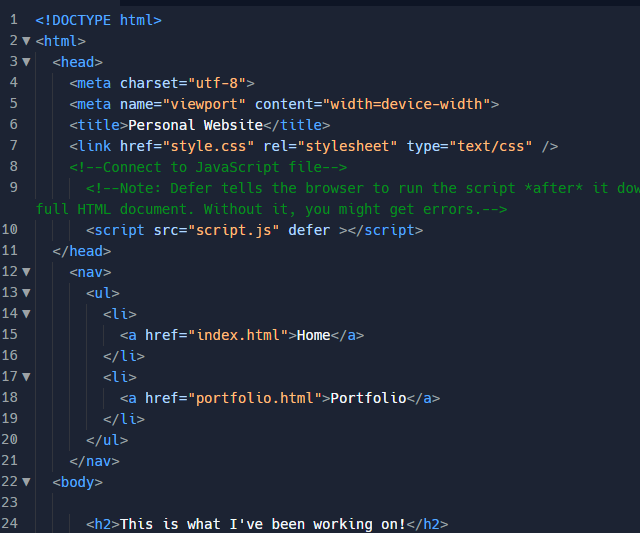 1 <!DOCTYPE html>
2 <html>
3 <head>
4 <meta charset="utf-8">
5 <meta name="viewport" content="width=device-width">
6 <title>Personal Website</title>
7 <link href="style.css" rel="stylesheet" type="text/css" />
8 <!--Connect to JavaScript file-->
9 <!--Note: Defer tells the browser to run the script *after* it dow
full HTML document. Without it, you might get errors.-->
10 <script src="script.js" defer ></script>
11 </head>
12 <nav>
13 <ul>
14 <li>
15 <a href="index.html">Home</a>
16 </li>
17 <li>
18 <a href="portfolio.html">Portfolio</a>
19 </li>
20 </ul>
21 </nav>
22 <body>
23
24 <h2>This is what I've been working on!</h2>